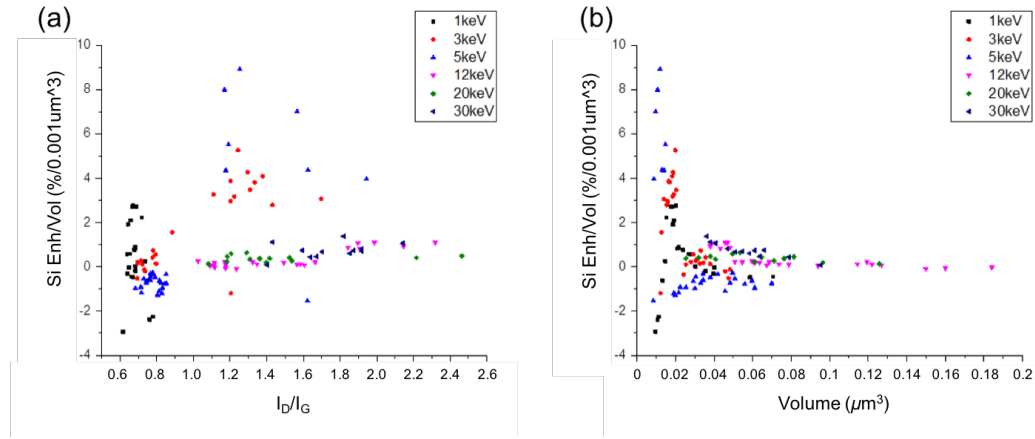 (a)
1keV
3keV
5keV
12keV
20keV
30keV
Si Enh/Vol (%/0.001um^3)
10
8
6
4
2
0
-2
-4
0.6 0.8 1.0 1.2 1.4 1.6 1.8 2.0 2.2 2.4 2.6
I_D/I_G
(b)
1keV
3keV
5keV
12keV
20keV
30keV
Si Enh/Vol (%/0.001um^3)
10
8
6
4
2
0
-2
-4
0 0.02 0.04 0.06 0.08 0.10 0.12 0.14 0.16 0.18 0.2
Volume (μm³)